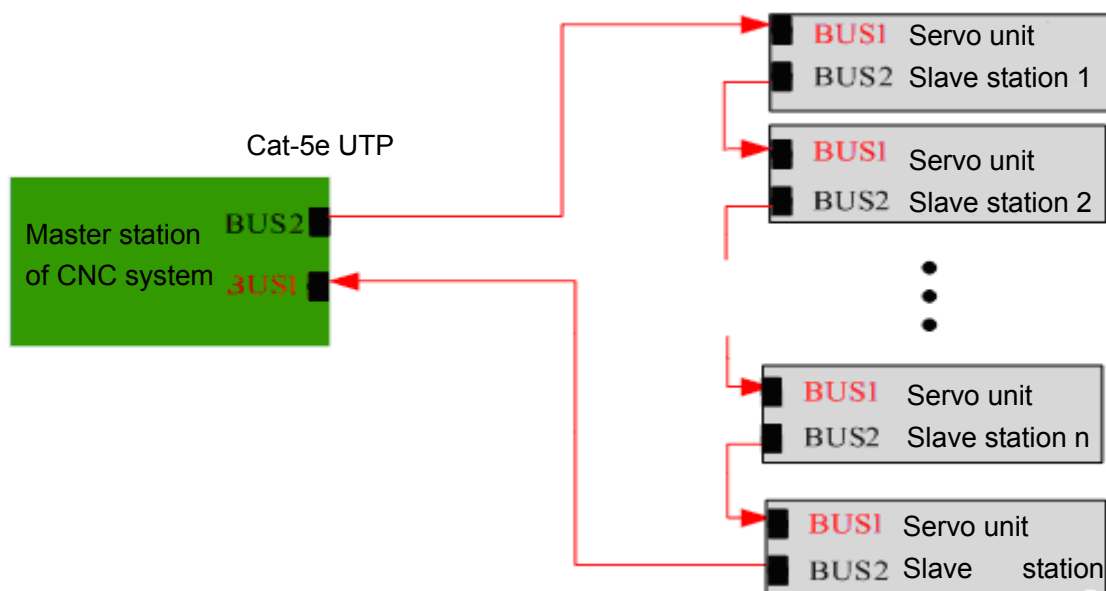 BUS1 Servo unit
BUS2 Slave station 1
Cat-5e UTP
BUS1 Servo unit
BUS2 Slave station 2
Master station
of CNC system
BUS2
BUS1
BUS1 Servo unit
BUS2 Slave station n
BUS1 Servo unit
BUS2 Slave station